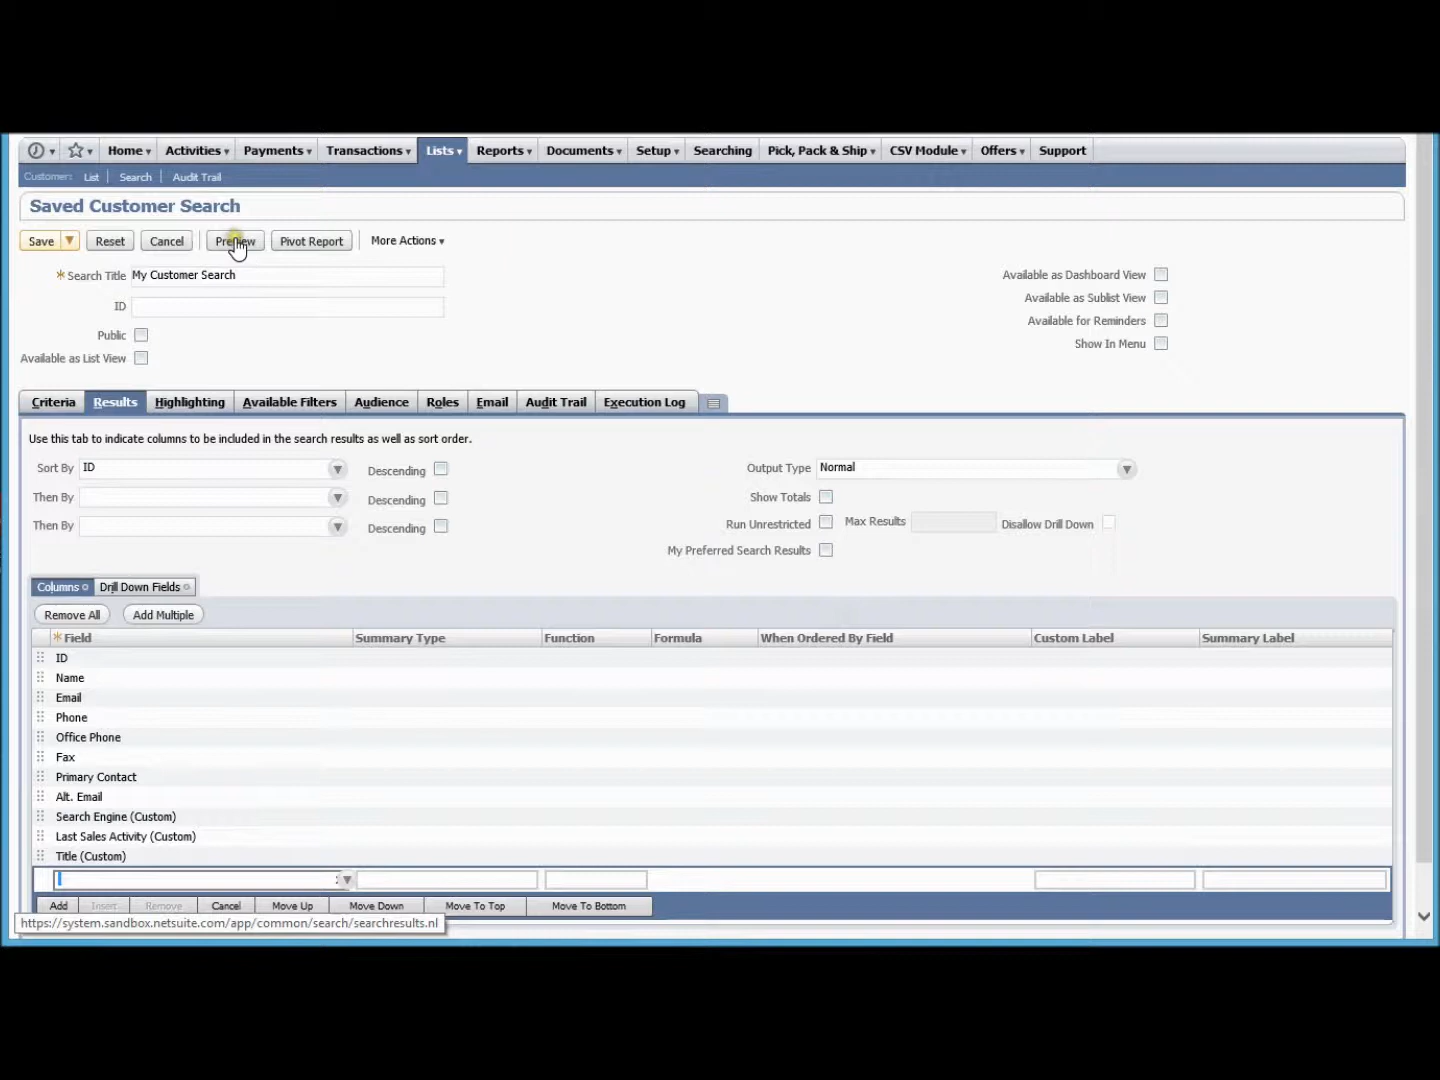 Home Activities Payments Transactions Lists Reports Documents Setup Searching Pick, Pack & Ship CSV Module Offers Support
Customer: List Search Audit Trail
Saved Customer Search
Save Reset Cancel Preview Pivot Report More Actions
* Search Title My Customer Search Available as Dashboard View
ID Available as Sublist View
Public Available for Reminders
Available as List View Show In Menu
Criteria Results Highlighting Available Filters Audience Roles Email Audit Trail Execution Log
Use this tab to indicate columns to be included in the search results as well as sort order.
Sort By ID Descending Output Type Normal
Then By Descending Show Totals
Then By Descending Run Unrestricted Max Results Disallow Drill Down
My Preferred Search Results
Columns Drill Down Fields
Remove All Add Multiple
* Field Summary Type Function Formula When Ordered By Field Custom Label Summary Label
ID
Name
Email
Phone
Office Phone
Fax
Primary Contact
Alt. Email
Search Engine (Custom)
Last Sales Activity (Custom)
Title (Custom)
Add Insert Remove Cancel Move Up Move Down Move To Top Move To Bottom
https://system.sandbox.netsuite.com/app/common/search/searchresults.nl